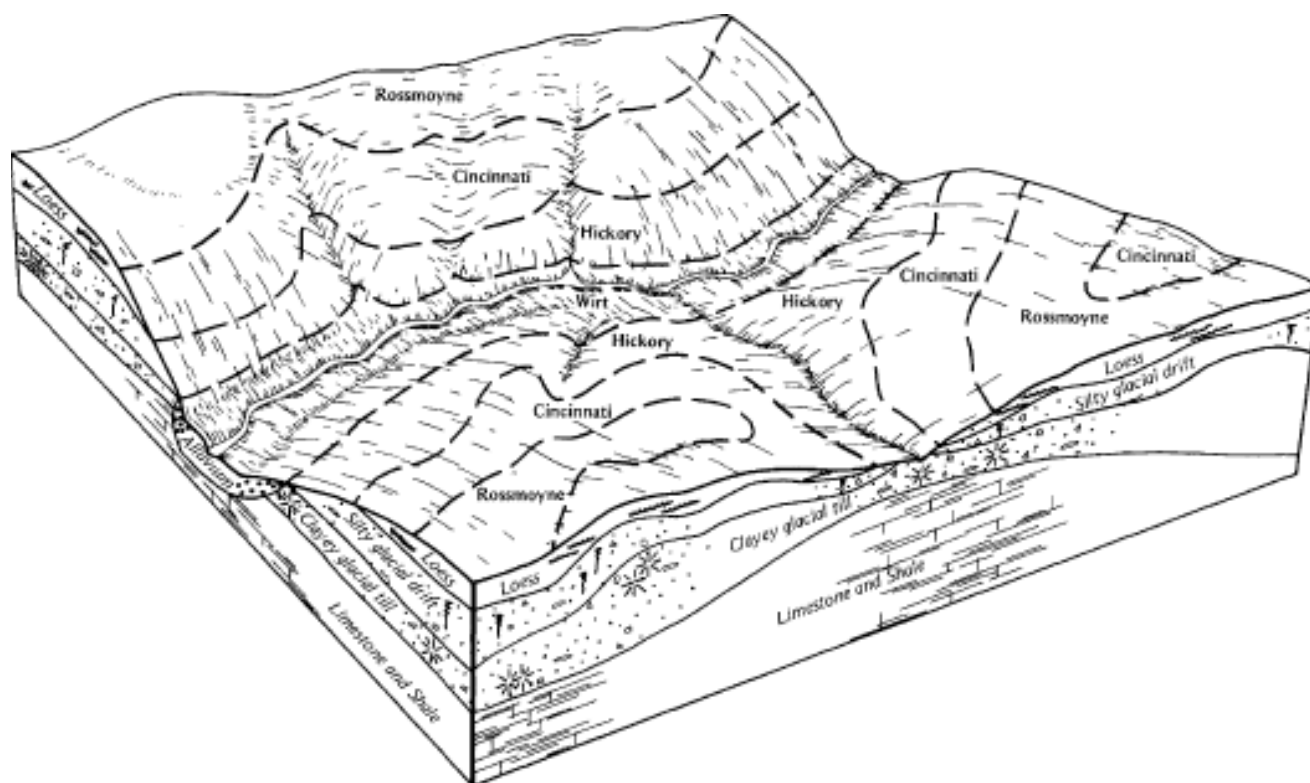 Rossmoyne
Cincinnati
Loess
Hickory
Cincinnati
Cincinnati
Hickory
Wirt
Rossmoyne
Hickory
Loess
Silty glacial drift
Cincinnati
Alluvium
Rossmoyne
Silty glacial drift
Clayey glacial till
Loess
Loess
Clayey glacial till
Limestone and Shale
Limestone and Shale